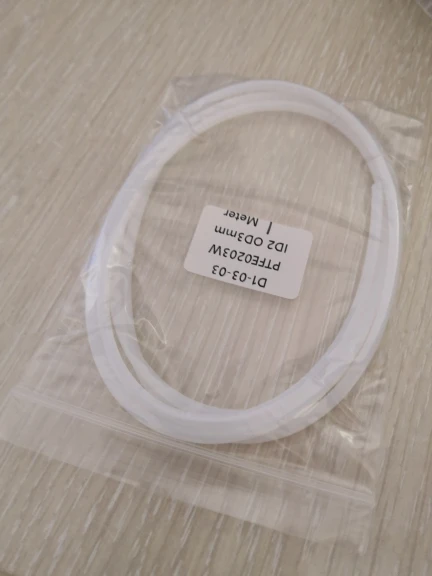 D1-03-03
PTFE0203W
ID2 OD3mm
1 Meter